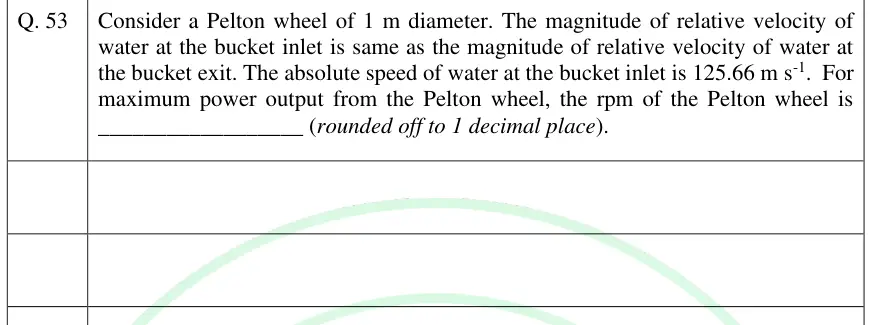 Q. 53 Consider a Pelton wheel of 1 m diameter. The magnitude of relative velocity of
water at the bucket inlet is same as the magnitude of relative velocity of water at
the bucket exit. The absolute speed of water at the bucket inlet is 125.66 m s⁻¹. For
maximum power output from the Pelton wheel, the rpm of the Pelton wheel is
___________________ (rounded off to 1 decimal place).